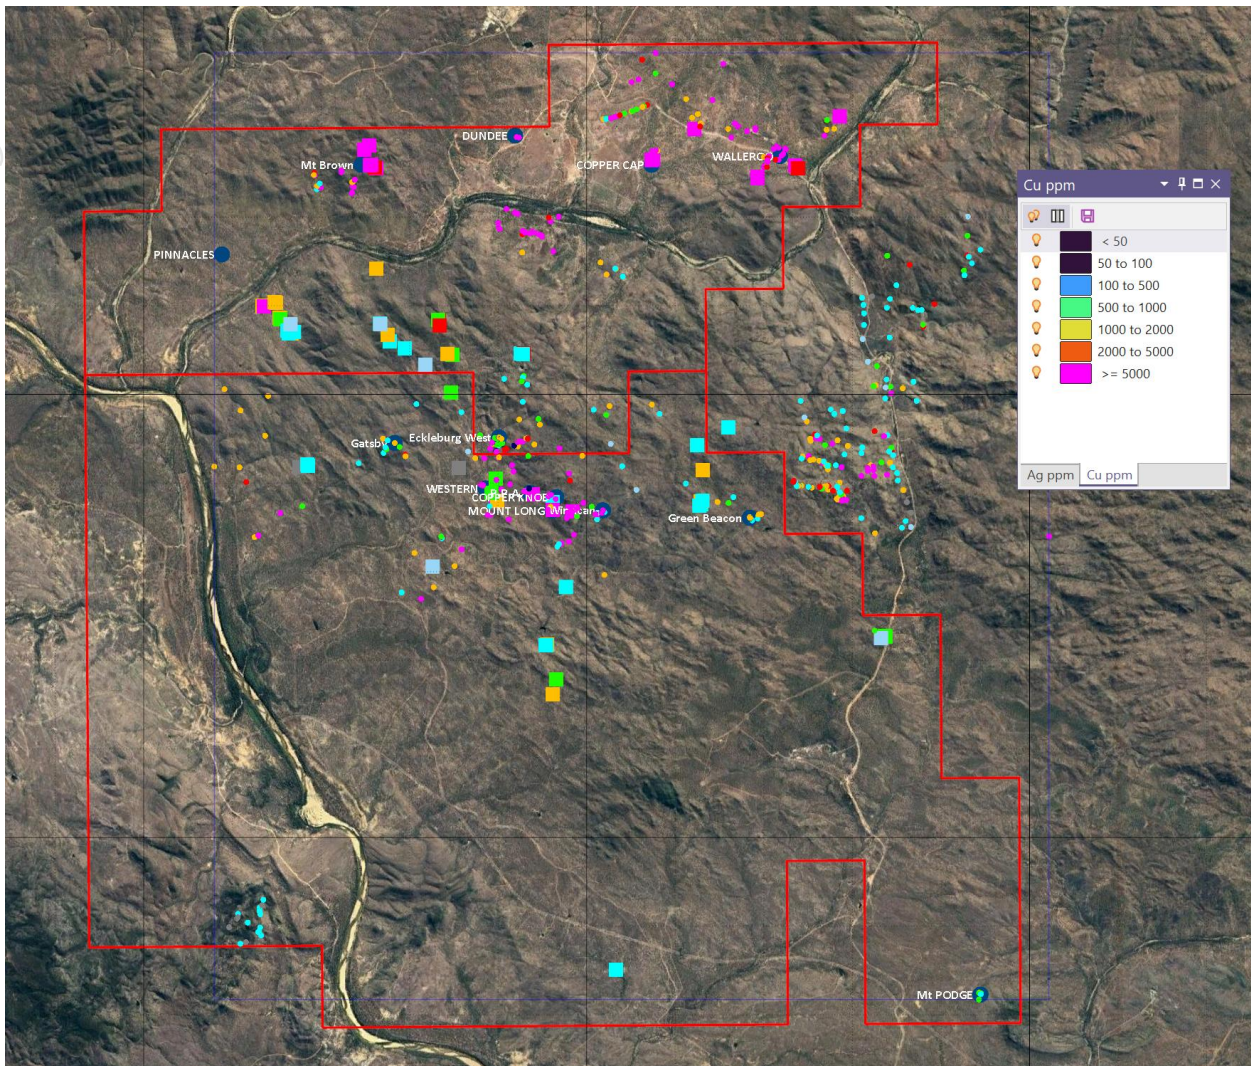 DUNDEE
Mt Brown
COPPER CAP
WALLERO
PINNACLES
Cu ppm
< 50
50 to 100
100 to 500
500 to 1000
1000 to 2000
2000 to 5000
>= 5000
Ag ppm
Cu ppm
Gatsby
Eckleburg West
WESTERN
COPPER KNOB
MOUNT LONG
Green Beacon
Mt PODGE